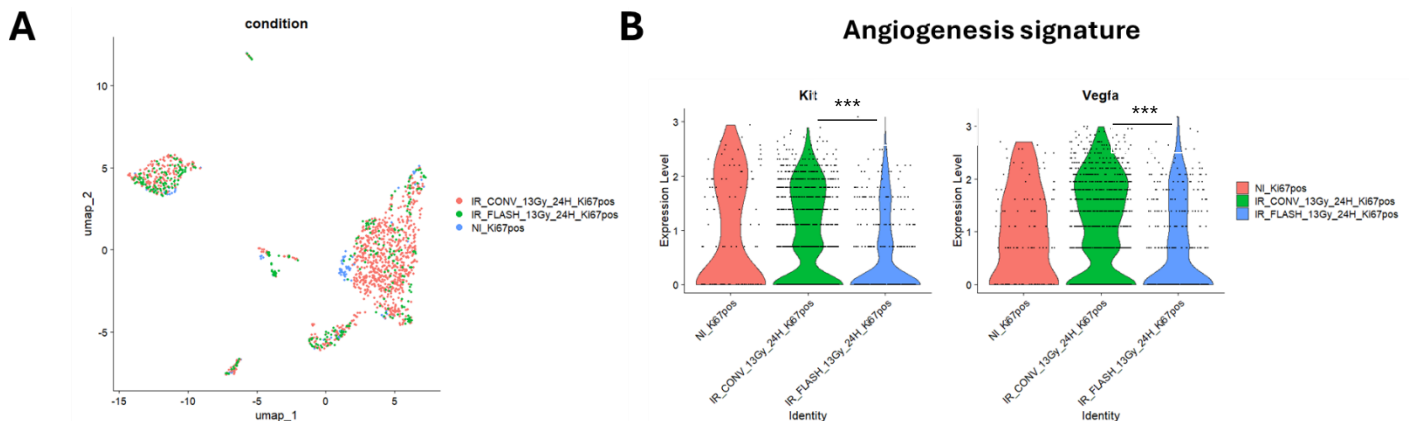 A
condition
umap_2
10
5
0
-5
-15
-10
-5
0
5
umap_1
IR_CONV_13Gy_24H_Ki67pos
IR_FLASH_13Gy_24H_Ki67pos
NI_Ki67pos
B
Angiogenesis signature
Kit
***
Expression Level
3
2
1
0
NI_Ki67pos
IR_CONV_13Gy_24H_Ki67pos
IR_FLASH_13Gy_24H_Ki67pos
Identity
Vegfa
***
Expression Level
3
2
1
0
NI_Ki67pos
IR_CONV_13Gy_24H_Ki67pos
IR_FLASH_13Gy_24H_Ki67pos
Identity
NI_Ki67pos
IR_CONV_13Gy_24H_Ki67pos
IR_FLASH_13Gy_24H_Ki67pos